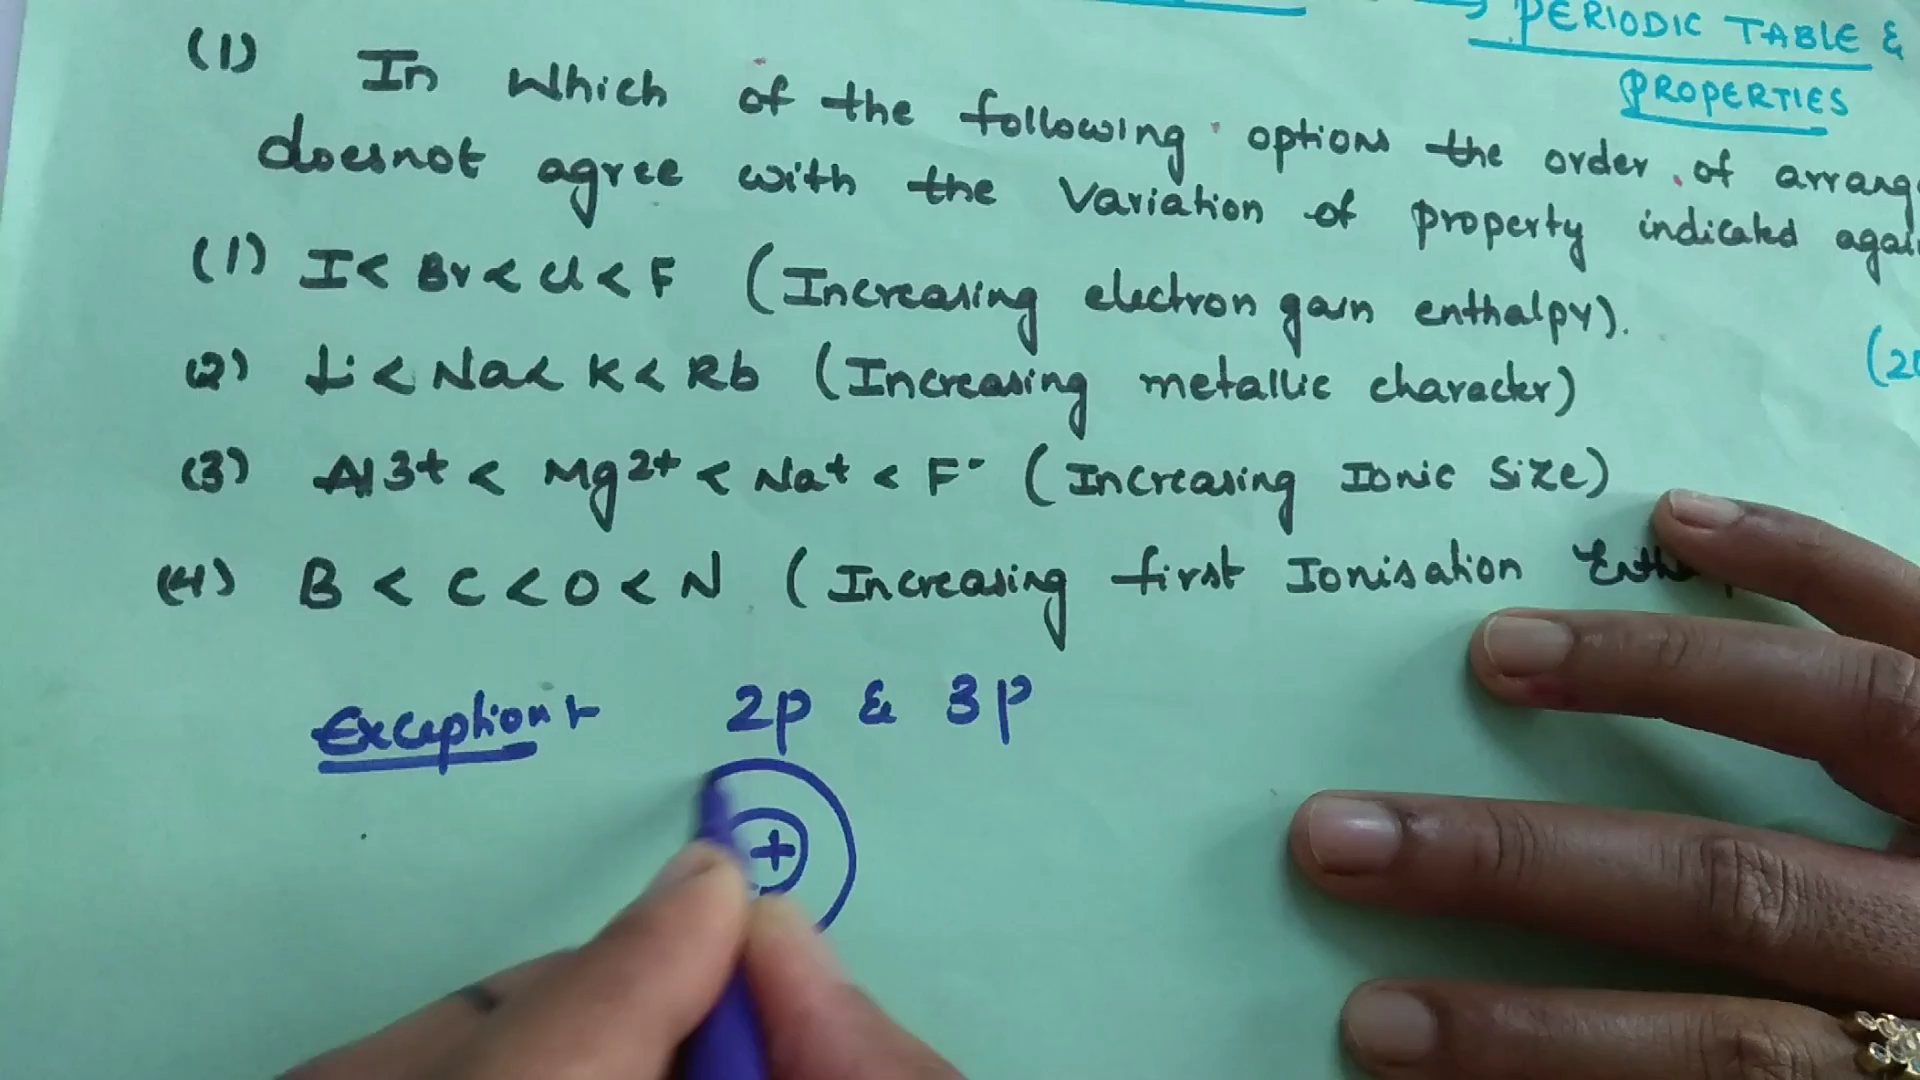 PERIODIC TABLE &
PROPERTIES
(1) In which of the following options the order of
doesnot agree with the variation of property indicated
(1) I < Br < Cl < F (Increasing electron gain enthalpy).
(2) Li < Na < K < Rb (Increasing metallic character)
(3) Al3+ < Mg2+ < Na+ < F- (Increasing Ionic size)
(4) B < C < O < N (Increasing first Ionisation
Exception:- 2p & 3p
+